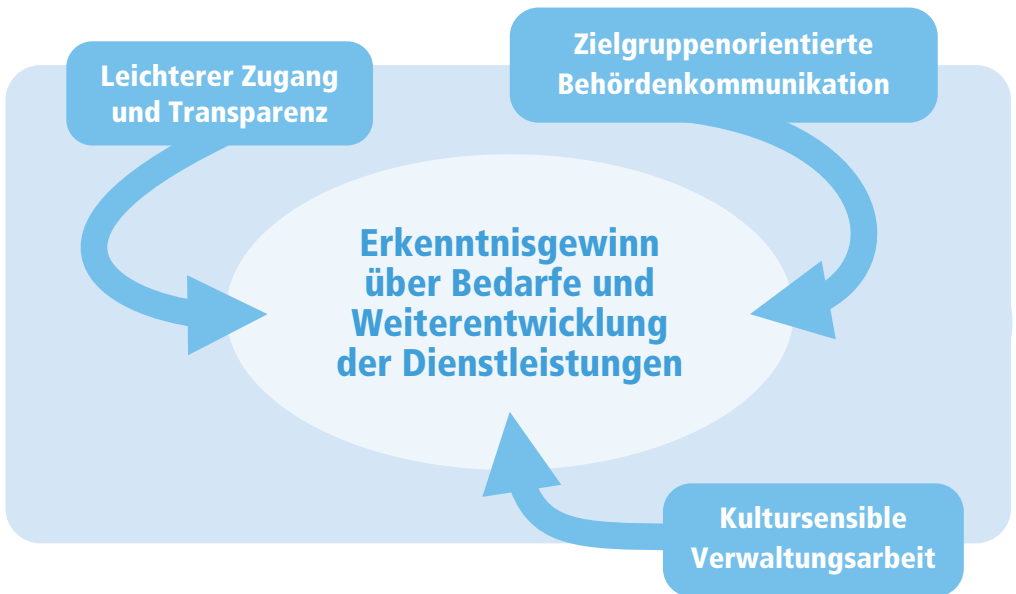 Leichterer Zugang
und Transparenz
Zielgruppenorientierte
Behördenkommunikation
Erkenntnisgewinn
über Bedarfe und
Weiterentwicklung
der Dienstleistungen
Kultursensible
Verwaltungsarbeit